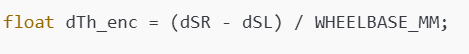 float dTh_enc = (dSR - dSL) / WHEELBASE_MM;